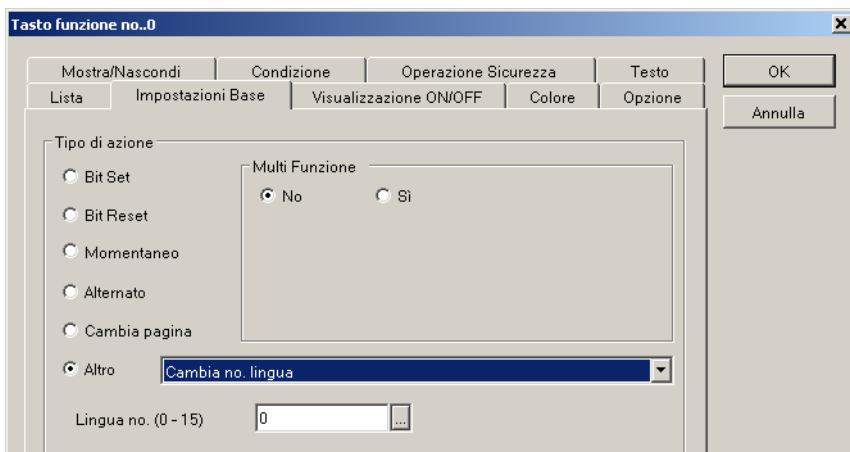 Tasto funzione no..0
Mostra/Nascondi Condizione Operazione Sicurezza Testo
Lista Impostazioni Base Visualizzazione ON/OFF Colore Opzione
OK
Annulla
Tipo di azione
Multi Funzione
Bit Set
No Sì
Bit Reset
Momentaneo
Alternato
Cambia pagina
Altro Cambia no. lingua
Lingua no. (0 - 15) 0 ...